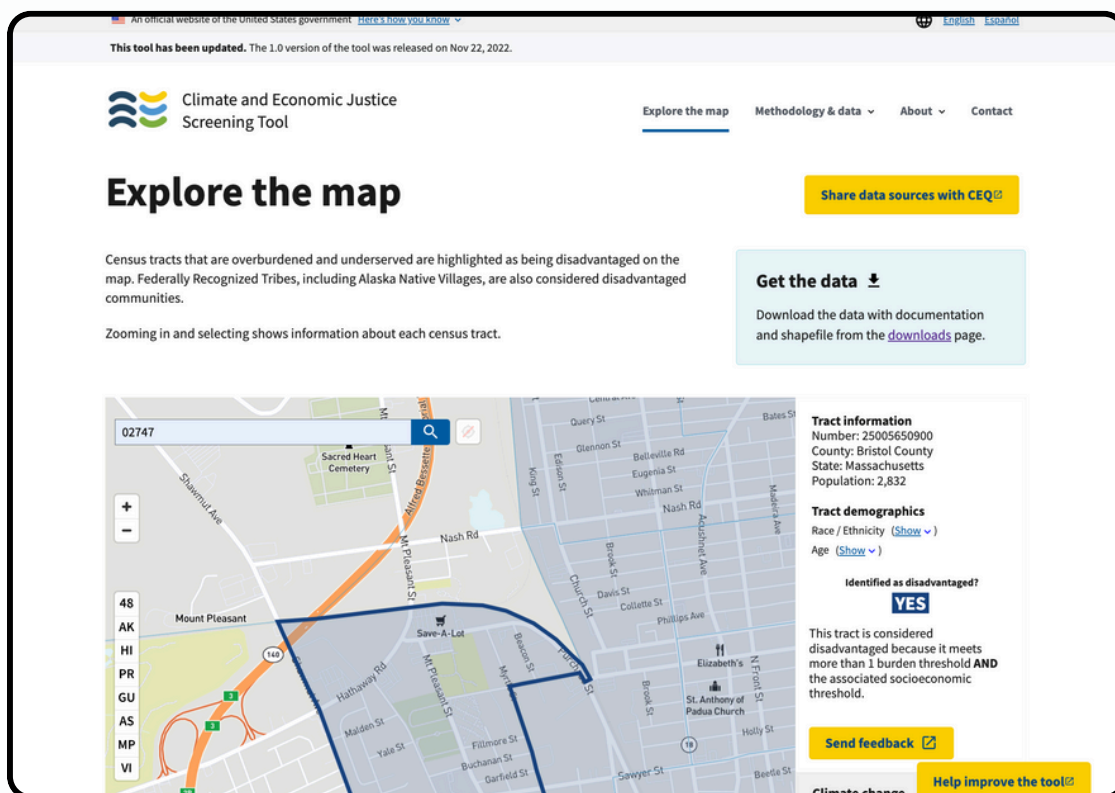 An official website of the United States government Here's how you know
English Español
This tool has been updated. The 1.0 version of the tool was released on Nov 22, 2022.
Climate and Economic Justice
Screening Tool
Explore the map Methodology & data About Contact
Explore the map
Share data sources with CEQ
Census tracts that are overburdened and underserved are highlighted as being disadvantaged on the
map. Federally Recognized Tribes, including Alaska Native Villages, are also considered disadvantaged
communities.
Zooming in and selecting shows information about each census tract.
Get the data
Download the data with documentation
and shapefile from the downloads page.
02747
+
−
48
AK
HI
PR
GU
AS
MP
VI
Shawmut Ave
Sacred Heart
Cemetery
Mt Pleasant St
Nash Rd
Mount Pleasant
140
3
3
Save-A-Lot
Hathaway Rd
Mt Pleasant St
Beacon St
Malden St
Yale St
Fillmore St
Buchanan St
Garfield St
Query St
Glennon St
Belleville Rd
Eugenia St
Whitman St
Nash Rd
King St
Edison St
Bates St
Madeira Ave
Acushnet Ave
Brook St
Church St
Davis St
Collette St
Phillips Ave
Elizabeth's
St. Anthony of
Padua Church
N Front St
Brook St
18
Holly St
Sawyer St
Beetle St
Tract information
Number: 25005650900
County: Bristol County
State: Massachusetts
Population: 2,832
Tract demographics
Race / Ethnicity (Show)
Age (Show)
Identified as disadvantaged?
YES
This tract is considered
disadvantaged because it meets
more than 1 burden threshold AND
the associated socioeconomic
threshold.
Send feedback
Help improve the tool
Climate change